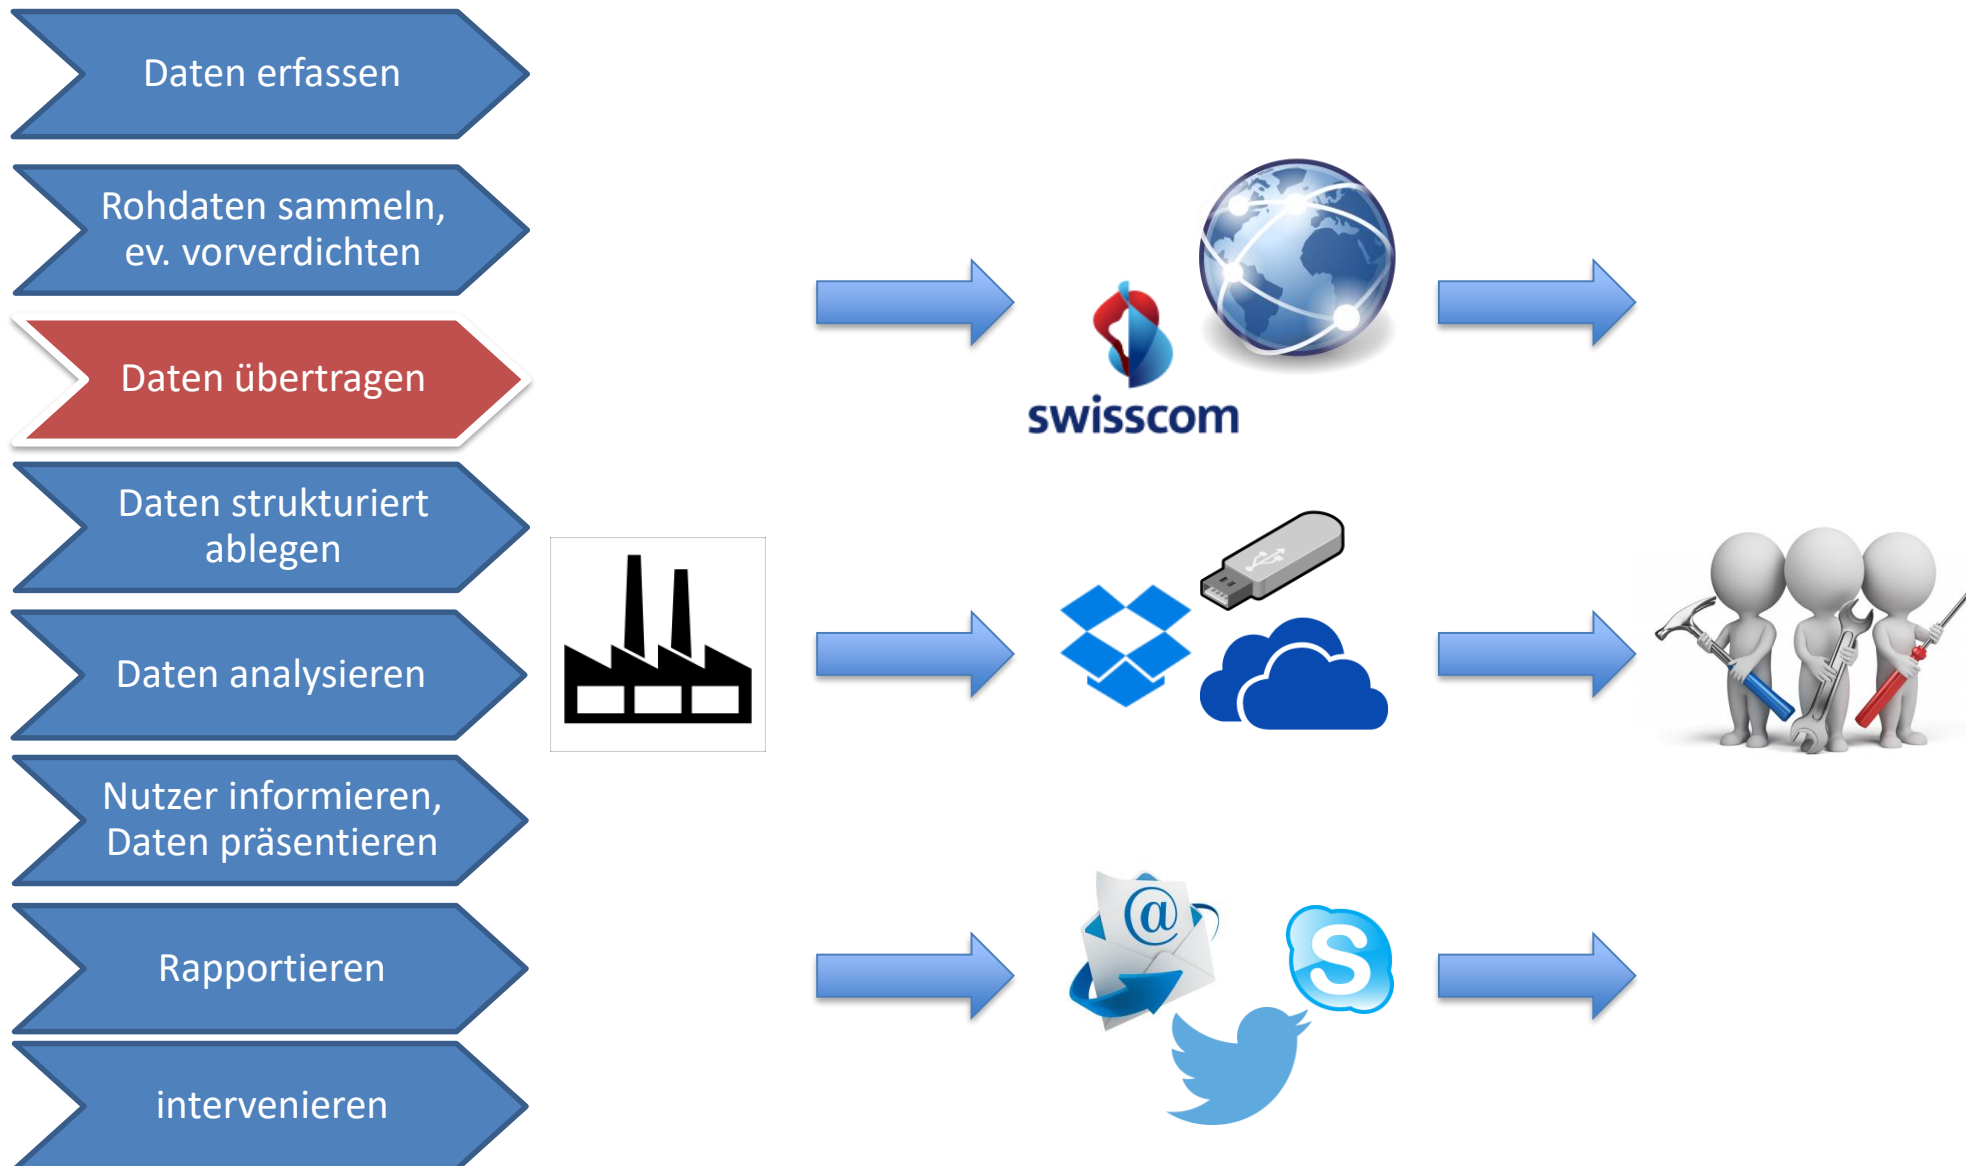 Daten erfassen
Rohdaten sammeln,
ev. vorverdichten
Daten übertragen
Daten strukturiert
ablegen
Daten analysieren
Nutzer informieren,
Daten präsentieren
Rapportieren
intervenieren
swisscom
@
S